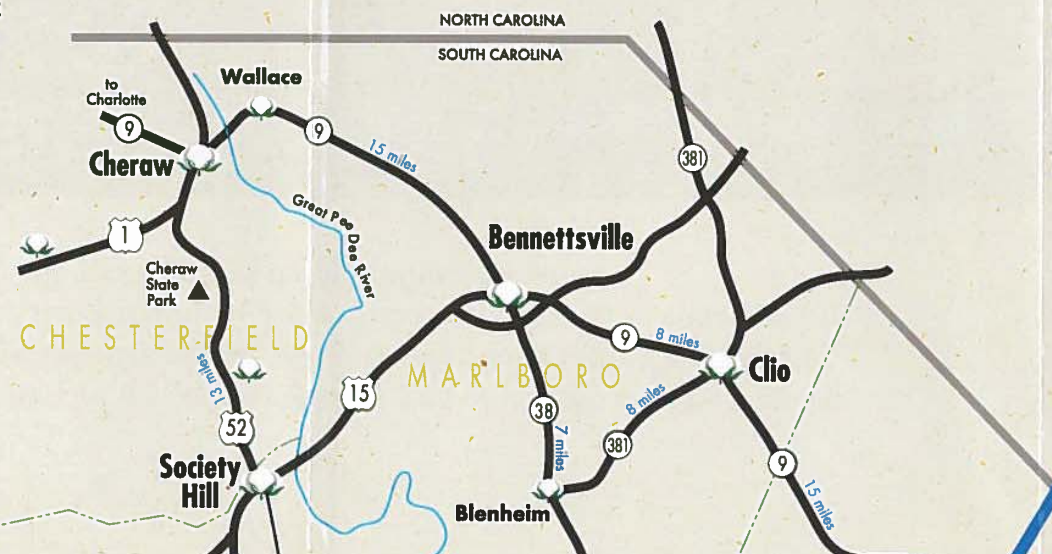 NORTH CAROLINA
SOUTH CAROLINA
Wallace
to
Charlotte
9
9
15 miles
381
Cheraw
Great Pee Dee River
1
Bennettsville
Cheraw
State
Park
CHESTERFIELD
9
8 miles
13 miles
MARLBORO
Clio
15
8 miles
38
52
7 miles
381
9
Society
Hill
15 miles
Blenheim